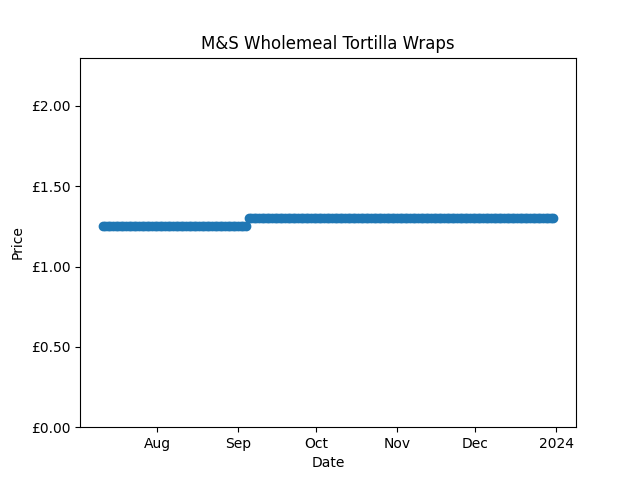 M&S Wholemeal Tortilla Wraps
£2.00
£1.50
£1.00
£0.50
£0.00
Price
Aug Sep Oct Nov Dec 2024
Date